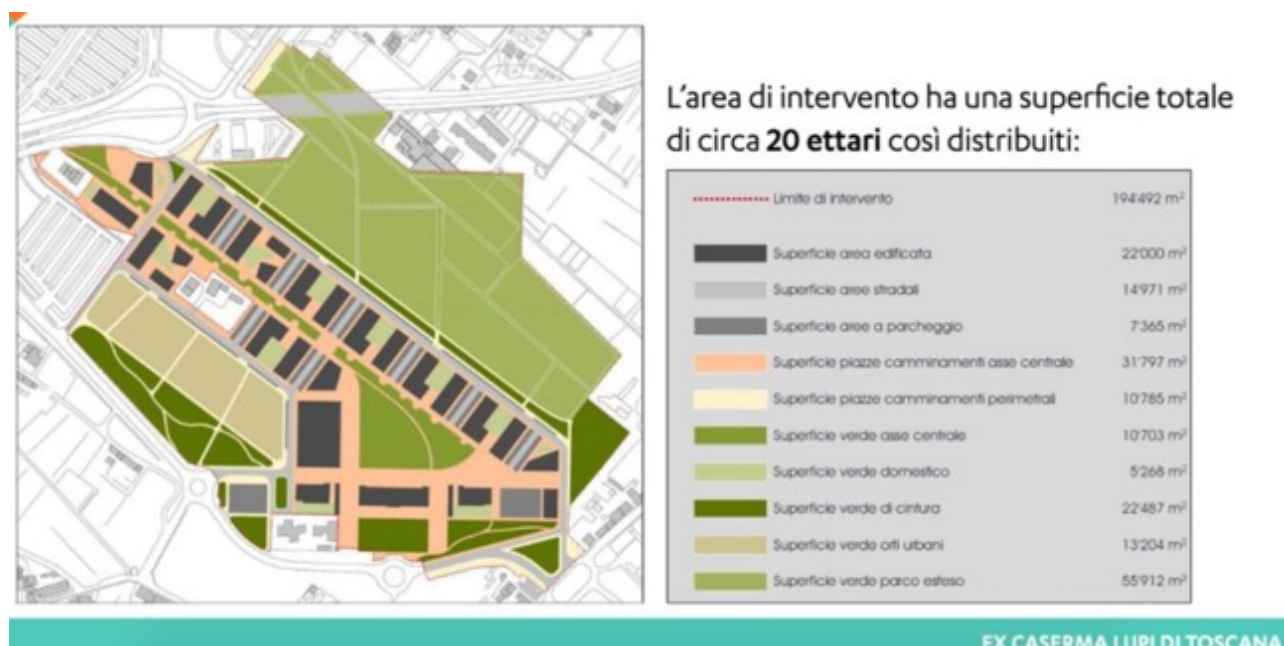 L'area di intervento ha una superficie totale
di circa 20 ettari così distribuiti:
Limite di intervento 194'492 m²
Superficie area edificata 22'000 m²
Superficie aree stradali 14'971 m²
Superficie aree a parcheggio 7'365 m²
Superficie piazze camminamenti asse centrale 31'797 m²
Superficie piazze camminamenti perimetrali 10'785 m²
Superficie verde asse centrale 10'703 m²
Superficie verde domestico 5'268 m²
Superficie verde di cintura 22'487 m²
Superficie verde orti urbani 13'204 m²
Superficie verde parco esteso 55'912 m²
EX CASERMA LUPI DI TOSCANA